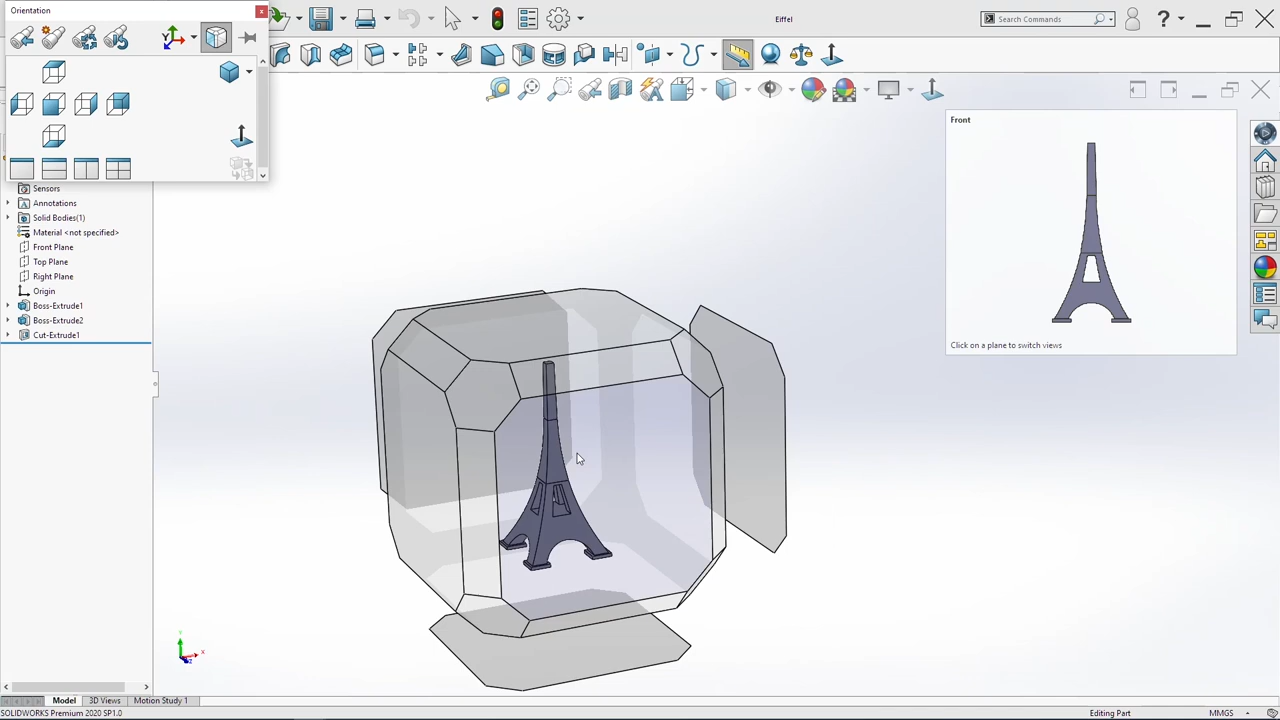 Orientation
Eiffel
Search Commands
Sensors
Annotations
Solid Bodies(1)
Material <not specified>
Front Plane
Top Plane
Right Plane
Origin
Boss-Extrude1
Boss-Extrude2
Cut-Extrude1
Front
Click on a plane to switch views
Y
X
Z
Model
3D Views
Motion Study 1
SOLIDWORKS Premium 2020 SP1.0
Editing Part
MMGS